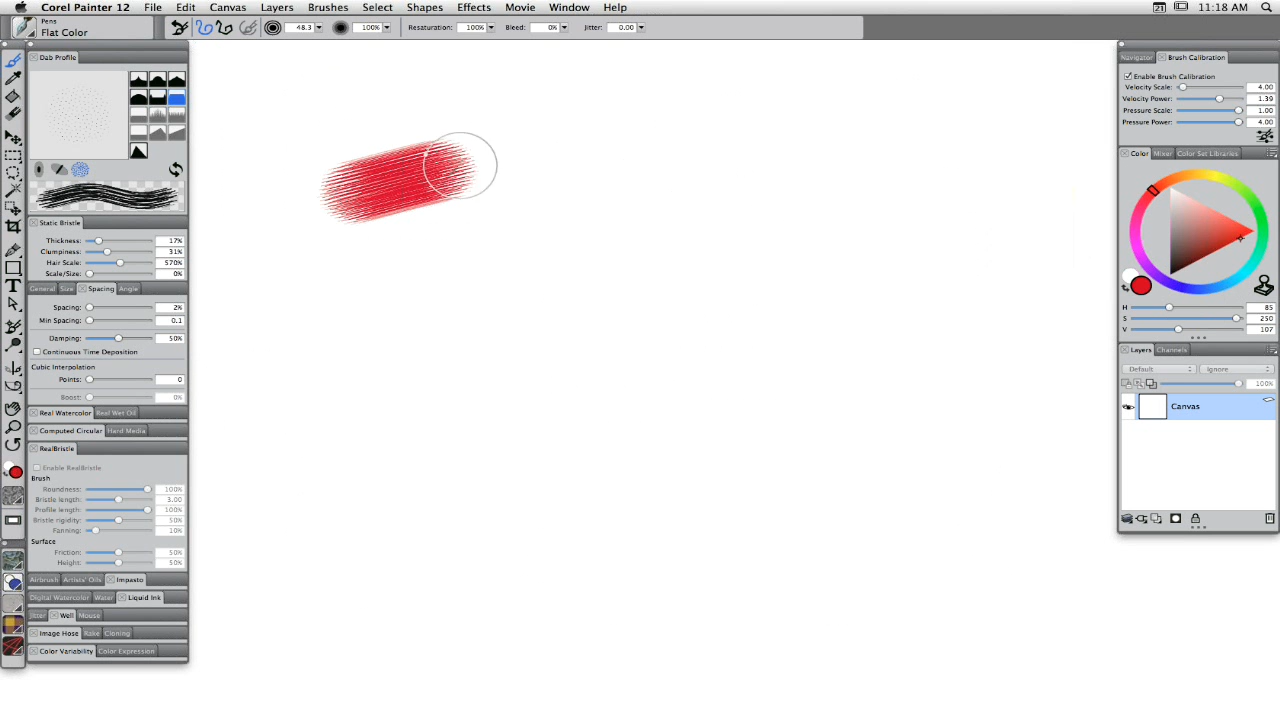 Corel Painter 12 File Edit Canvas Layers Brushes Select Shapes Effects Movie Window Help 21 11:18 AM
Pens
Flat Color
48.3 100% Resaturation: 100% Bleed: 0% Jitter: 0.00
Dab Profile
Static Bristle
Thickness: 17%
Clumpiness: 31%
Hair Scale: 570%
Scale/Size: 0%
General Size Spacing Angle
Spacing: 2%
Min Spacing: 0.1
Damping: 50%
Continuous Time Deposition
Cubic Interpolation
Points: 0
Boost: 0%
Real Watercolor Real Wet Oil
Computed Circular Hard Media
RealBristle
Enable RealBristle
Brush
Roundness: 100%
Bristle length: 3.00
Profile length: 100%
Bristle rigidity: 50%
Fanning: 10%
Surface
Friction: 50%
Height: 50%
Airbrush Artists' Oils Impasto
Digital Watercolor Water Liquid Ink
Jitter Well Mouse
Image Hose Rake Cloning
Color Variability Color Expression
Navigator Brush Calibration
Enable Brush Calibration
Velocity Scale: 4.00
Velocity Power: 1.39
Pressure Scale: 1.00
Pressure Power: 4.00
Color Mixer Color Set Libraries
H 85
S 250
V 107
Layers Channels
Default Ignore
100%
Canvas